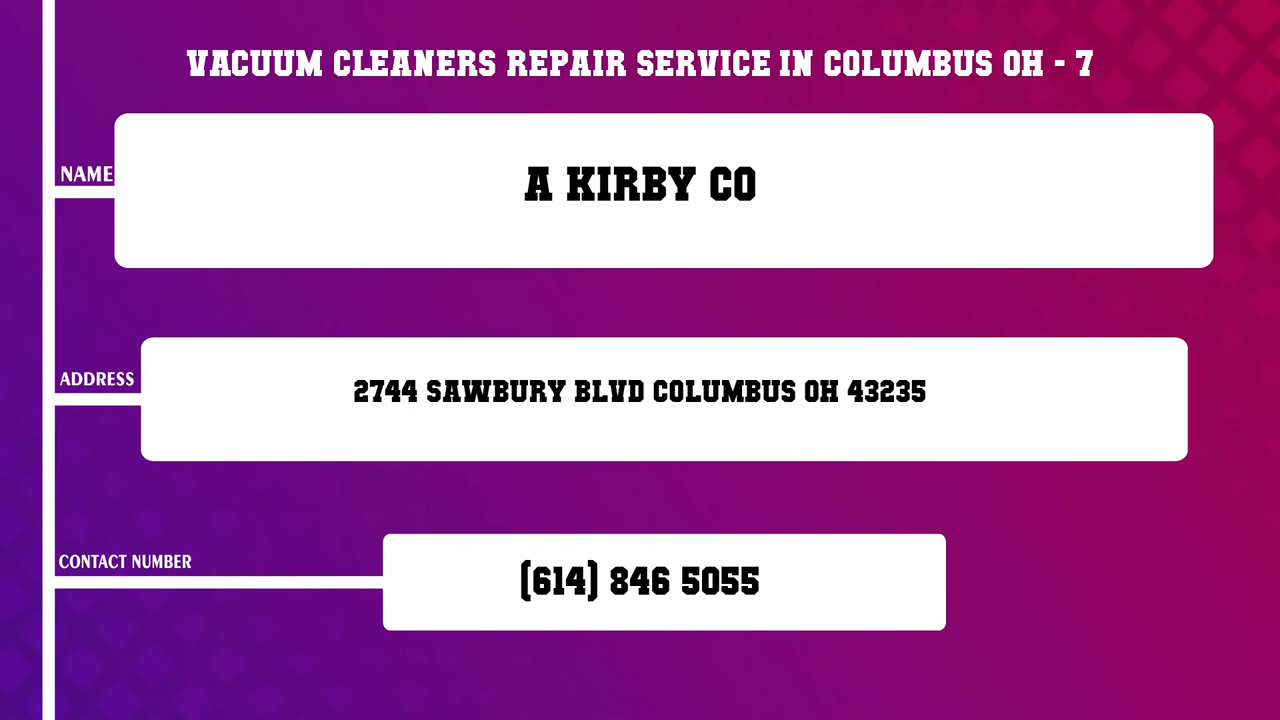 VACUUM CLEANERS REPAIR SERVICE IN COLUMBUS OH - 7
NAME
A KIRBY CO
ADDRESS
2744 SAWBURY BLVD COLUMBUS OH 43235
CONTACT NUMBER
(614) 846 5055